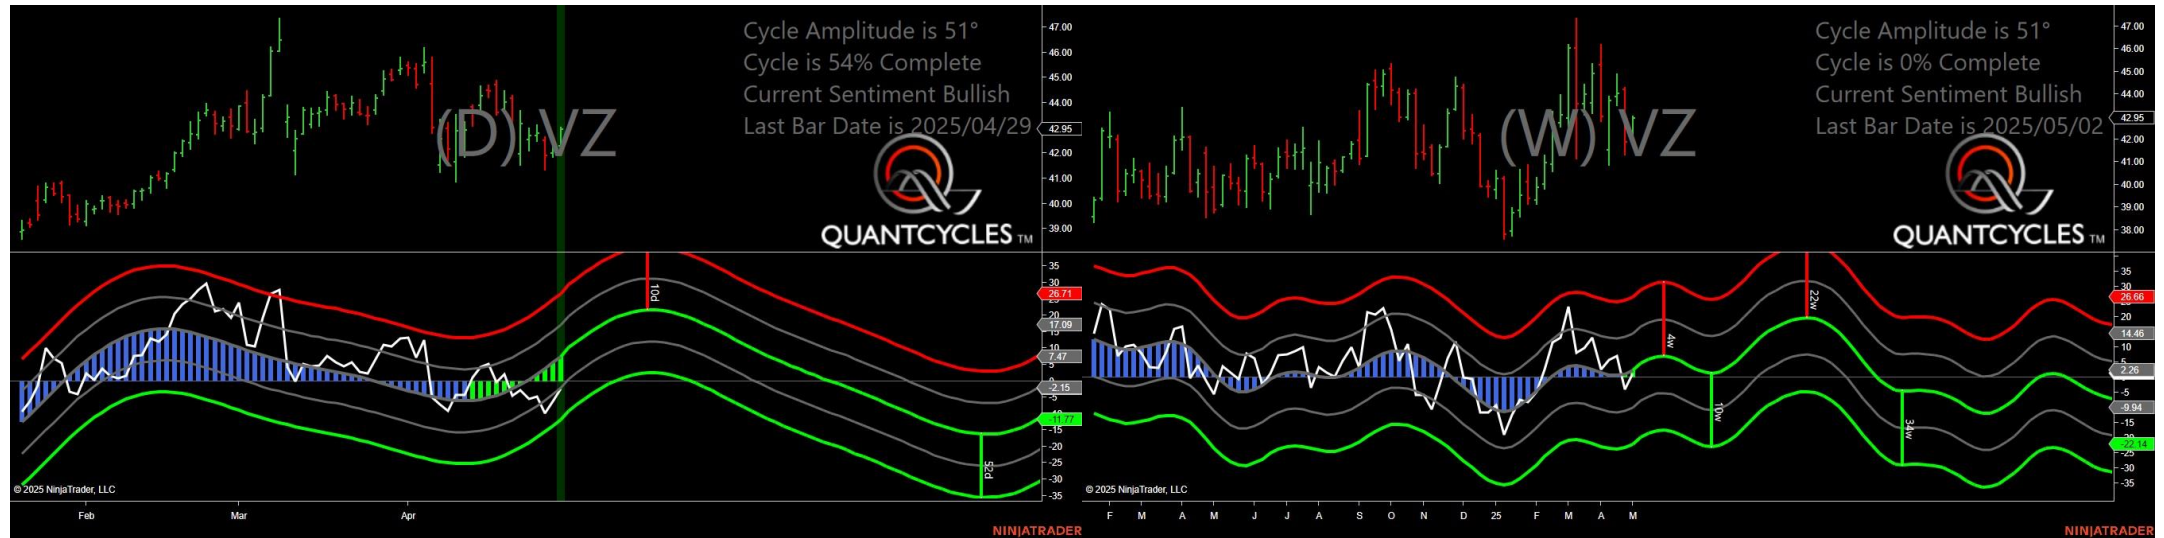 Cycle Amplitude is 51°
Cycle is 54% Complete
Current Sentiment Bullish
Last Bar Date is 2025/04/29
(D) VZ
QUANTCYCLES TM
47.00
46.00
45.00
44.00
42.95
42.00
41.00
40.00
39.00
35
30
26.71
20
17.09
10
7.47
5
-2.15
-5
-11.77
-15
-20
-25
-30
-35
10d
52d
© 2025 NinjaTrader, LLC
Feb
Mar
Apr
NINJATRADER
Cycle Amplitude is 51°
Cycle is 0% Complete
Current Sentiment Bullish
Last Bar Date is 2025/05/02
(W) VZ
QUANTCYCLES TM
47.00
46.00
45.00
44.00
42.95
42.00
41.00
40.00
39.00
38.00
35
30
26.66
20
14.46
10
5
2.26
-5
-9.94
-15
-22.14
-25
-30
-35
4w
10w
22w
34w
© 2025 NinjaTrader, LLC
F M A M J J A S O N D 25 F M A M
NINJATRADER